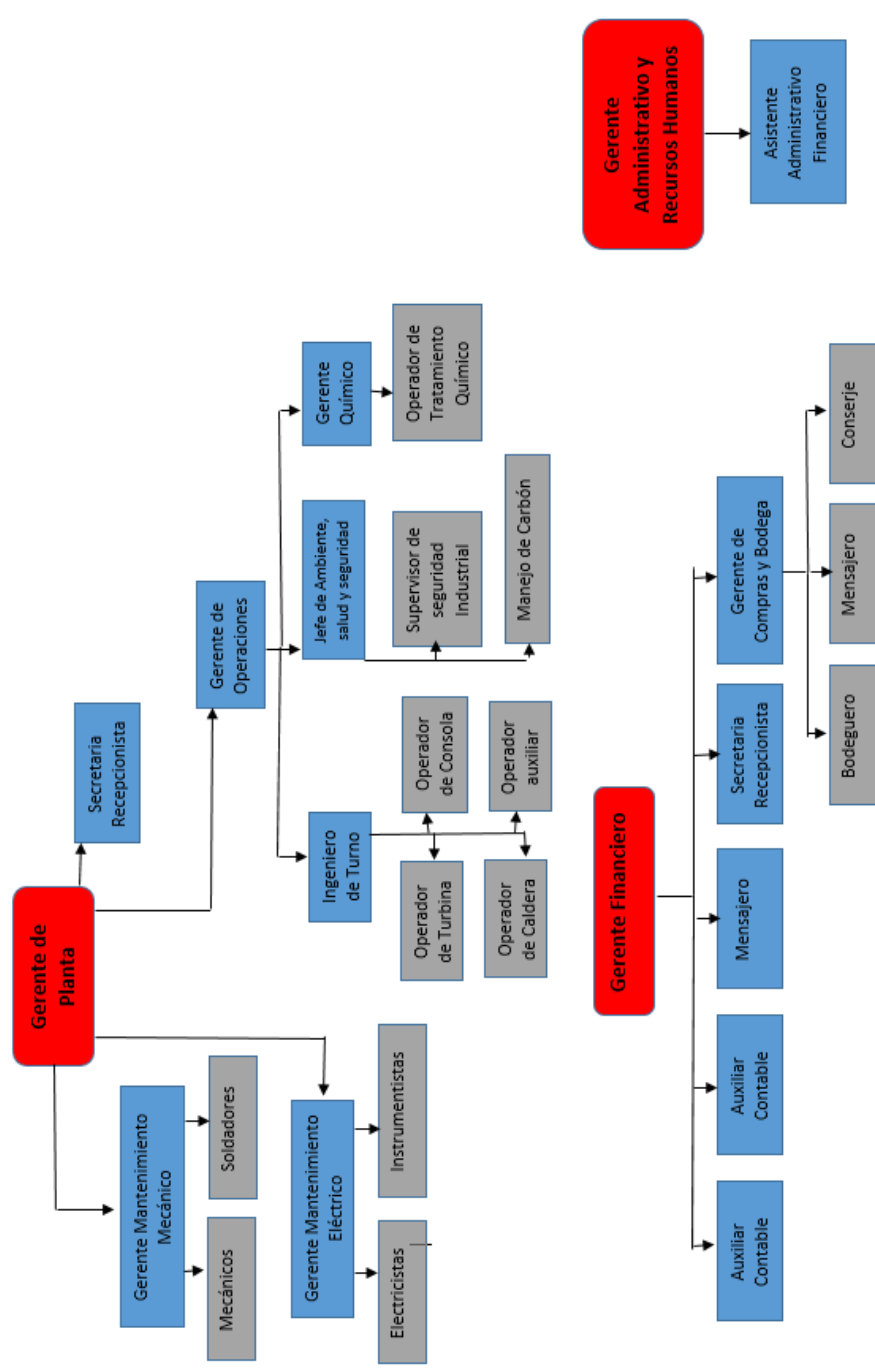 Gerente de
Planta
Secretaria
Recepcionista
Gerente Mantenimiento
Mecánico
Mecánicos
Soldadores
Gerente Mantenimiento
Eléctrico
Electricistas
Instrumentistas
Gerente de
Operaciones
Ingeniero
de Turno
Operador
de Turbina
Operador
de Consola
Operador
de Caldera
Operador
auxiliar
Jefe de Ambiente,
salud y seguridad
Supervisor de
seguridad
Industrial
Manejo de Carbón
Gerente
Químico
Operador de
Tratamiento
Químico
Gerente Financiero
Auxiliar
Contable
Auxiliar
Contable
Mensajero
Secretaria
Recepcionista
Gerente de
Compras y Bodega
Bodeguero
Mensajero
Conserje
Gerente
Administrativo y
Recursos Humanos
Asistente
Administrativo
Financiero